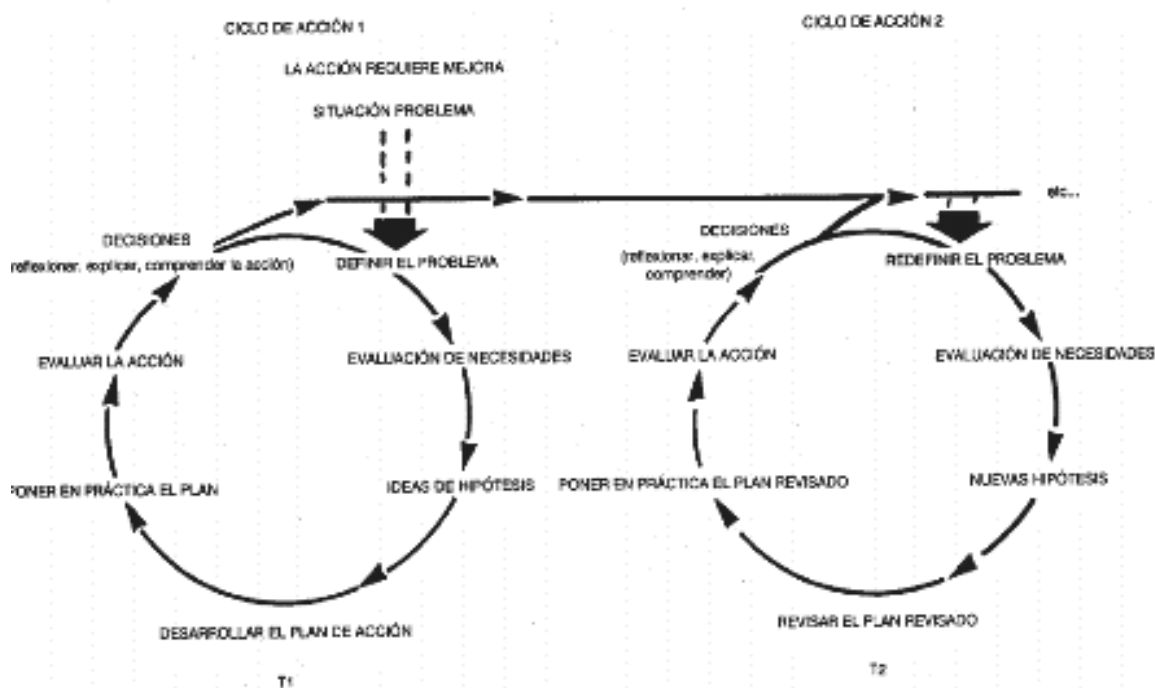 CICLO DE ACCIÓN 1
CICLO DE ACCIÓN 2
LA ACCIÓN REQUIERE MEJORA
SITUACIÓN PROBLEMA
etc...
DECISIONES
(reflexionar, explicar, comprender la acción)
DEFINIR EL PROBLEMA
EVALUACIÓN DE NECESIDADES
IDEAS DE HIPÓTESIS
DESARROLLAR EL PLAN DE ACCIÓN
PONER EN PRÁCTICA EL PLAN
EVALUAR LA ACCIÓN
T1
DECISIONES
(reflexionar, explicar,
comprender)
REDEFINIR EL PROBLEMA
EVALUACIÓN DE NECESIDADES
NUEVAS HIPÓTESIS
REVISAR EL PLAN REVISADO
PONER EN PRÁCTICA EL PLAN REVISADO
EVALUAR LA ACCIÓN
T2